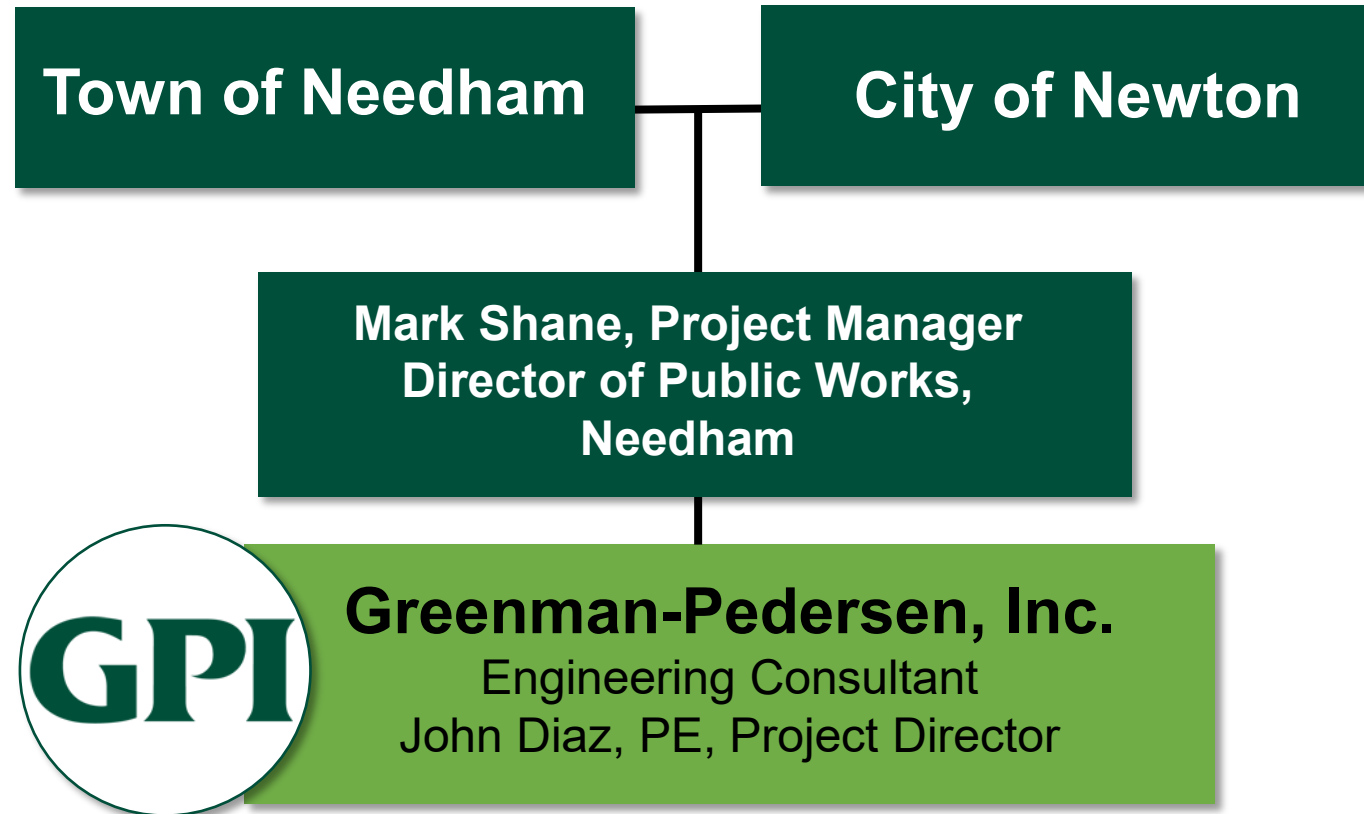 Town of Needham
City of Newton
Mark Shane, Project Manager
Director of Public Works,
Needham
GPI
Greenman-Pedersen, Inc.
Engineering Consultant
John Diaz, PE, Project Director